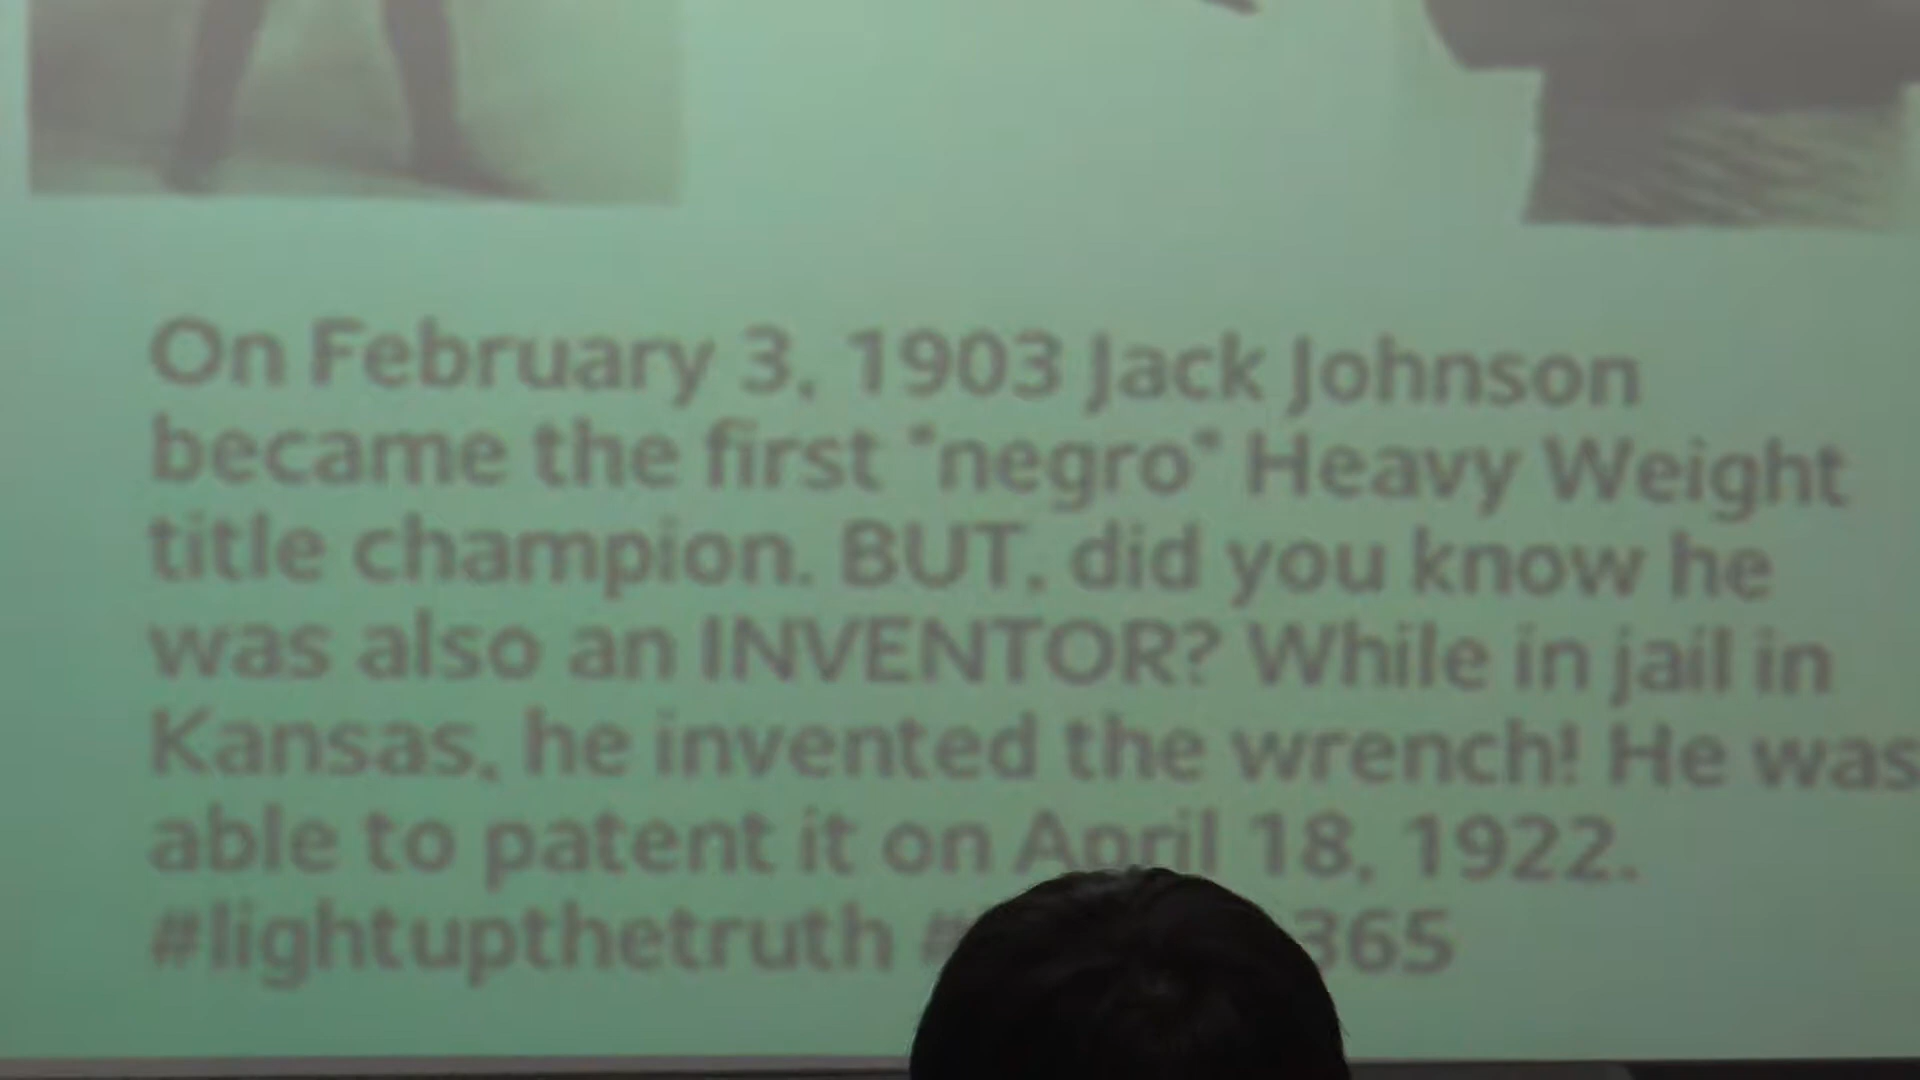 On February 3, 1903 Jack Johnson
became the first "negro" Heavy Weight
title champion. BUT, did you know he
was also an INVENTOR? While in jail in
Kansas, he invented the wrench! He was
able to patent it on April 18, 1922.
#lightupthetruth # 365